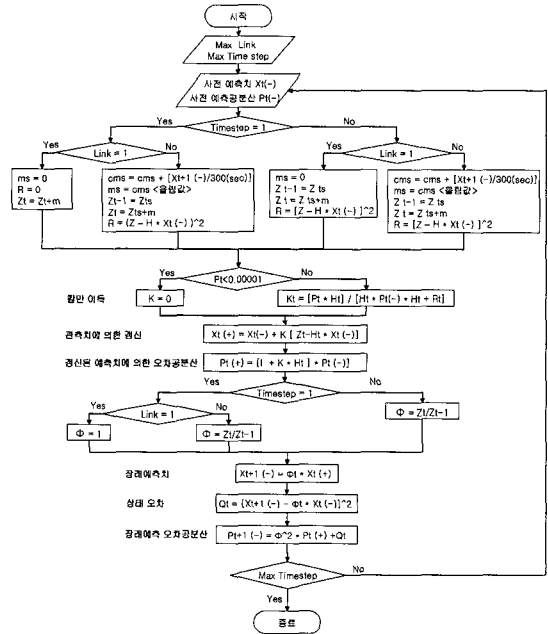 시작
Max Link
Max Time step
사전 예측치 Xt(-)
사전 예측공분산 Pt(-)
Yes
Timestep = 1
No
Yes
Link = 1
No
Yes
Link = 1
No
ms = 0
R = 0
Zt = Zt+m
cms = cms + [Xt+1 (-)/300(sec)]
ms = cms <올림값>
Zt-1 = Zts
Zt = Zts+m
R = (Z - H * Xt (-) )^2
ms = 0
Z t-1 = Z ts
Z t = Z ts+m
R = [Z - H * Xt (-) ]^2
cms = cms + [Xt+1 (-)/300(sec)]
ms = cms <올림값>
Z t-1 = Z ts
Z t = Z ts+m
R = [Z - H * Xt (-) ]^2
Yes
Pt<0.00001
No
칼만 이득
K = 0
Kt = [Pt * Ht] / [Ht * Pt(-) * Ht + Rt]
관측치에 의한 갱신
Xt (+) = Xt(-) + K [ Zt-Ht * Xt (-)]
갱신된 예측치에 의한 오차공분산
Pt (+) = [I + K * Ht ] * Pt (-)]
Yes
Timestep = 1
No
Yes
Link = 1
No
Φ = Zt/Zt-1
Φ = 1
Φ = Zt/Zt-1
장래예측치
Xt+1 (-) = Φt * Xt (+)
상태 오차
Qt = {Xt+1 (-) - Φt * Xt (-)]^2
장래예측 오차공분산
Pt+1 (-) = Φ^2 * Pt (+) +Qt
Max Timestep
No
Yes
종료